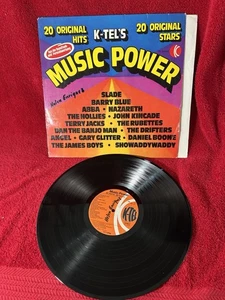 20 ORIGINAL HITS
20 ORIGINAL STARS
K-TEL'S
MUSIC POWER
SLADE
BARRY BLUE
ABBA • NAZARETH
THE HOLLIES • JOHN KINCADE
TERRY JACKS • THE RUBETTES
DAN THE BANJO MAN • THE DRIFTERS
ANGEL • GARY GLITTER • DANIEL BOONE
THE JAMES BOYS • SHOWADDYWADDY